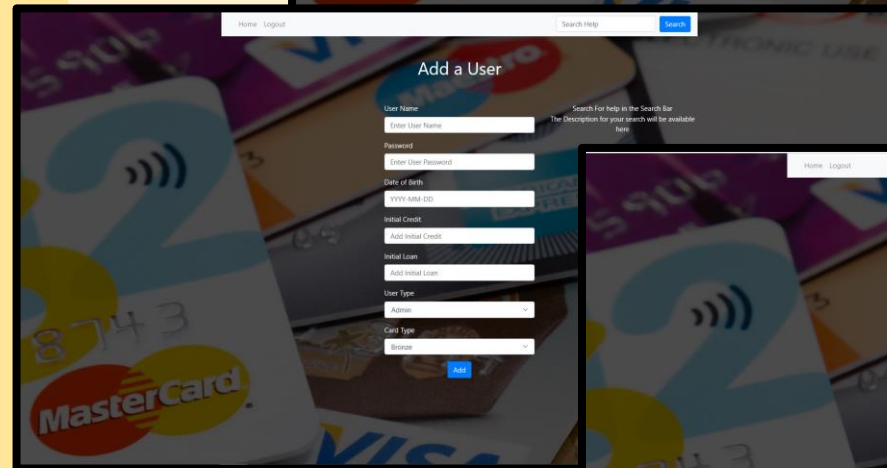 Home Logout
Search Help
Search
Add a User
User Name
Enter User Name
Password
Enter User Password
Date of Birth
YYYY-MM-DD
Initial Credit
Add Initial Credit
Initial Loan
Add Initial Loan
User Type
Admin
Card Type
Bronze
Add
Search For help in the Search Bar
The Description for your search will be available
here
Home Logout
MasterCard
VISA
8743